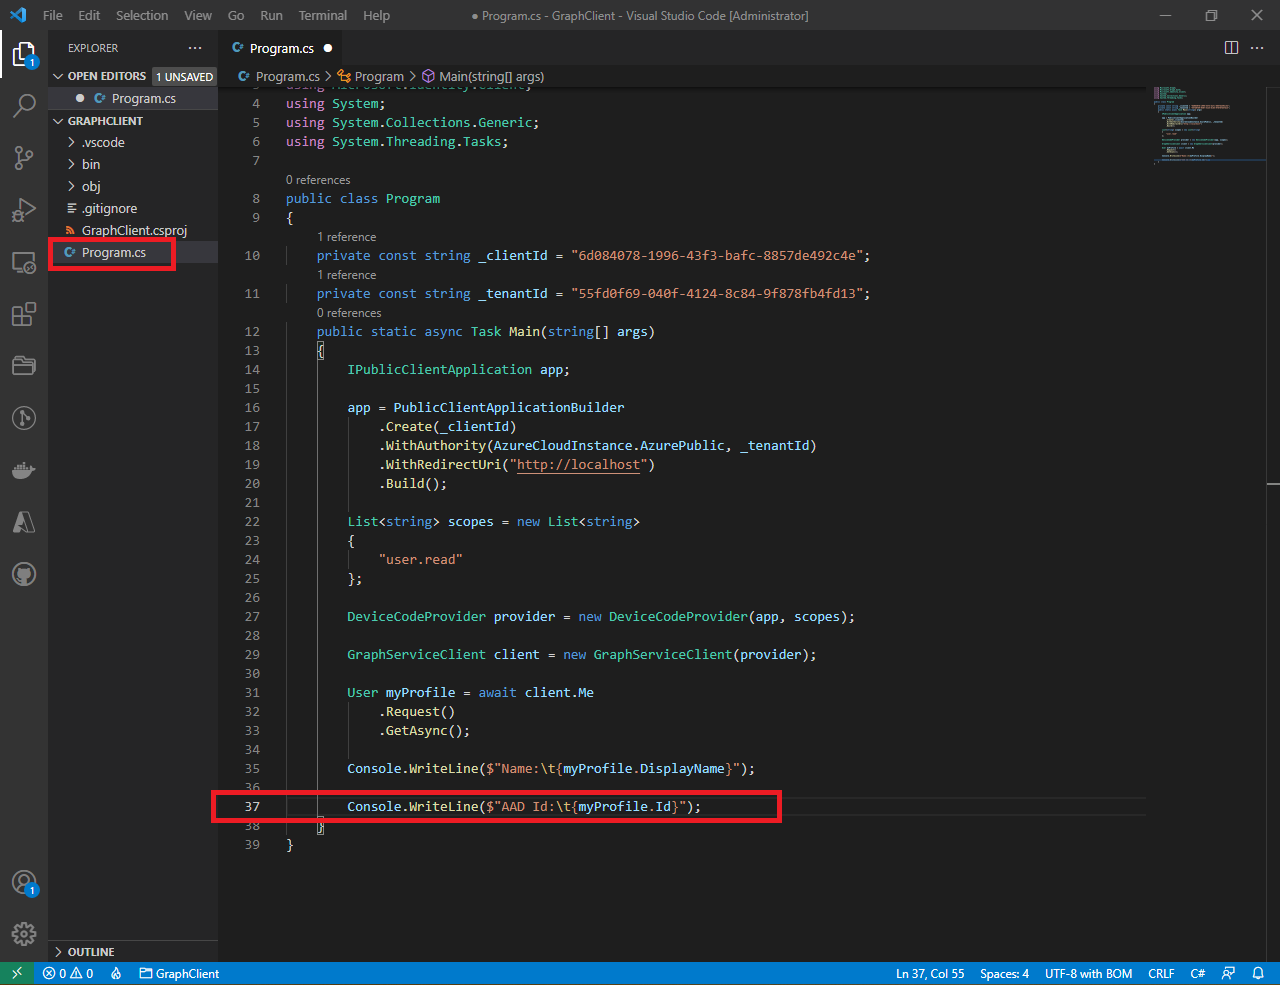 File Edit Selection View Go Run Terminal Help
● Program.cs - GraphClient - Visual Studio Code [Administrator]
EXPLORER
OPEN EDITORS 1 UNSAVED
Program.cs
GRAPHCLIENT
.vscode
bin
obj
.gitignore
GraphClient.csproj
Program.cs
OUTLINE
1
1
Program.cs ●
Program.cs > Program > Main(string[] args)
3 using Microsoft.Identity.Client;
4 using System;
5 using System.Collections.Generic;
6 using System.Threading.Tasks;
7
0 references
8 public class Program
9 {
1 reference
10 private const string _clientId = "6d084078-1996-43f3-bafc-8857de492c4e";
1 reference
11 private const string _tenantId = "55fd0f69-040f-4124-8c84-9f878fb4fd13";
0 references
12 public static async Task Main(string[] args)
13 {
14 IPublicClientApplication app;
15
16 app = PublicClientApplicationBuilder
17 .Create(_clientId)
18 .WithAuthority(AzureCloudInstance.AzurePublic, _tenantId)
19 .WithRedirectUri("http://localhost")
20 .Build();
21
22 List<string> scopes = new List<string>
23 {
24 "user.read"
25 };
26
27 DeviceCodeProvider provider = new DeviceCodeProvider(app, scopes);
28
29 GraphServiceClient client = new GraphServiceClient(provider);
30
31 User myProfile = await client.Me
32 .Request()
33 .GetAsync();
34
35 Console.WriteLine($"Name:\t{myProfile.DisplayName}");
36
37 Console.WriteLine($"AAD Id:\t{myProfile.Id}");
38 }
39 }
0 0 GraphClient
Ln 37, Col 55 Spaces: 4 UTF-8 with BOM CRLF C#